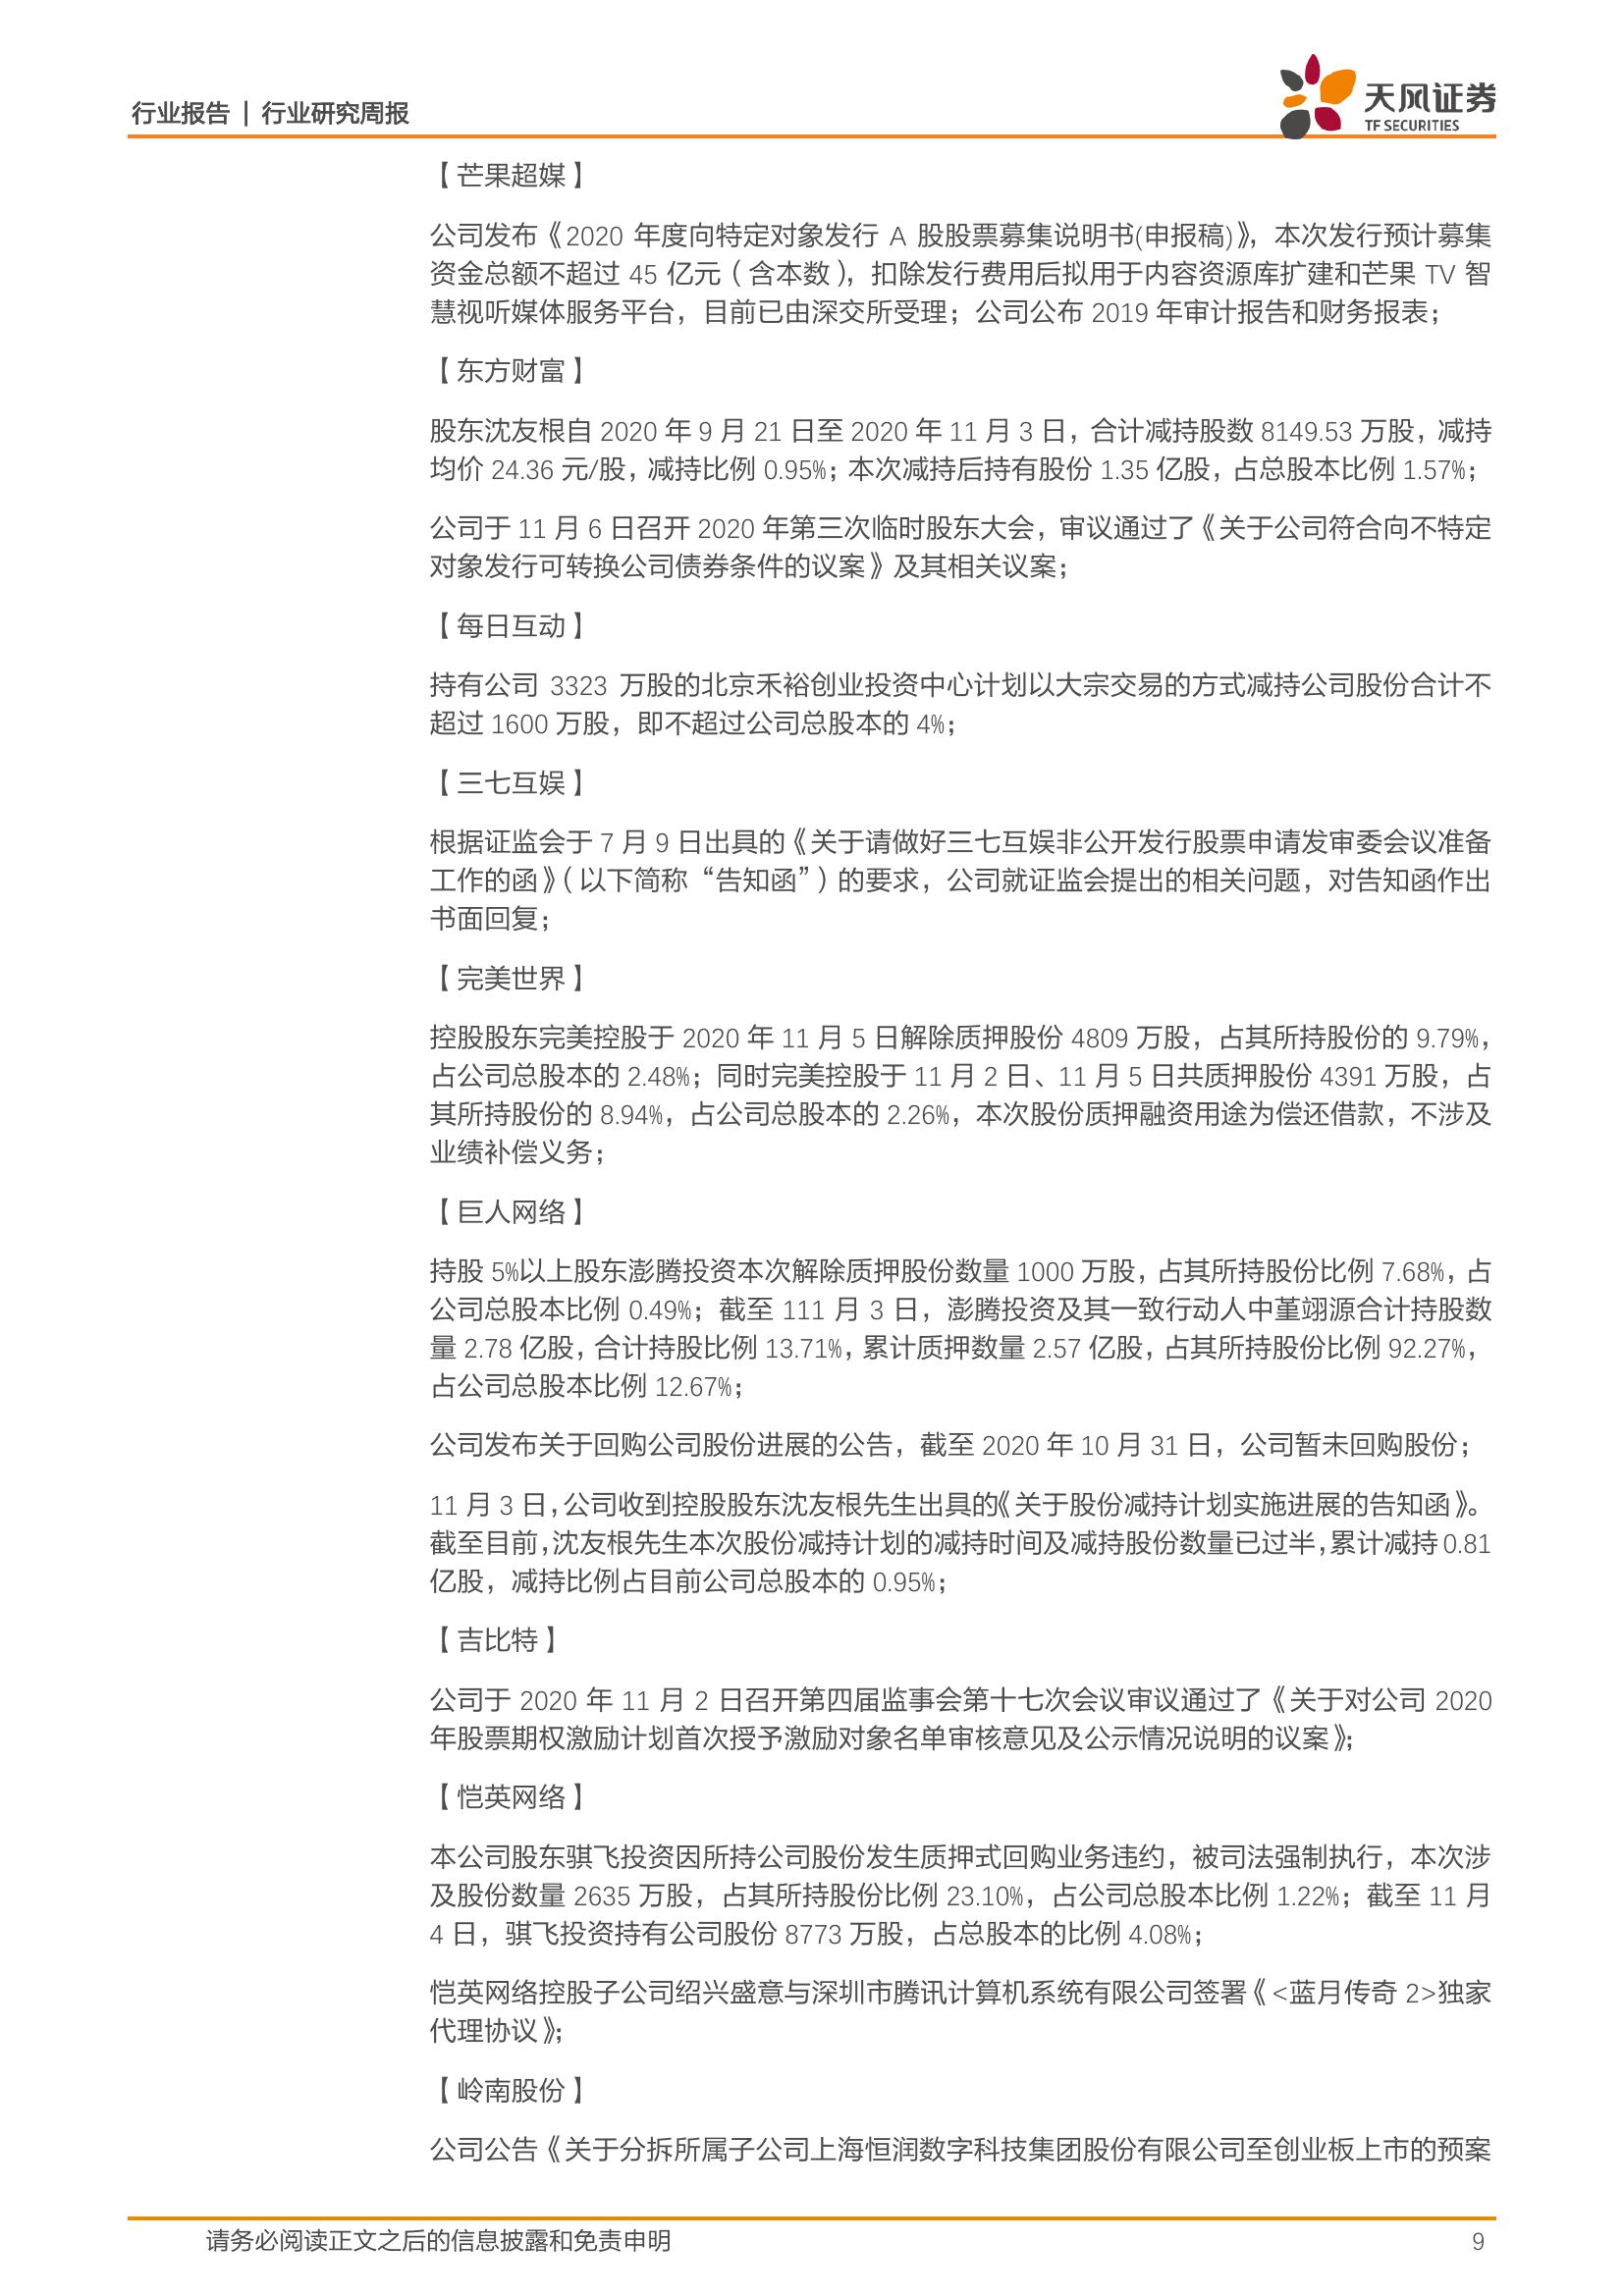 行业报告 | 行业研究周报
天风证券
TF SECURITIES
【芒果超媒】
公司发布《2020 年度向特定对象发行 A 股股票募集说明书(申报稿)》，本次发行预计募集
资金总额不超过 45 亿元（含本数），扣除发行费用后拟用于内容资源库扩建和芒果 TV 智
慧视听媒体服务平台，目前已由深交所受理；公司公布 2019 年审计报告和财务报表；
【东方财富】
股东沈友根自 2020 年 9 月 21 日至 2020 年 11 月 3 日，合计减持股数 8149.53 万股，减持
均价 24.36 元/股，减持比例 0.95%；本次减持后持有股份 1.35 亿股，占总股本比例 1.57%；
公司于 11 月 6 日召开 2020 年第三次临时股东大会，审议通过了《关于公司符合向不特定
对象发行可转换公司债券条件的议案》及其相关议案；
【每日互动】
持有公司 3323 万股的北京禾裕创业投资中心计划以大宗交易的方式减持公司股份合计不
超过 1600 万股，即不超过公司总股本的 4%；
【三七互娱】
根据证监会于 7 月 9 日出具的《关于请做好三七互娱非公开发行股票申请发审委会议准备
工作的函》（以下简称“告知函”）的要求，公司就证监会提出的相关问题，对告知函作出
书面回复；
【完美世界】
控股股东完美控股于 2020 年 11 月 5 日解除质押股份 4809 万股，占其所持股份的 9.79%，
占公司总股本的 2.48%；同时完美控股于 11 月 2 日、11 月 5 日共质押股份 4391 万股，占
其所持股份的 8.94%，占公司总股本的 2.26%，本次股份质押融资用途为偿还借款，不涉及
业绩补偿义务；
【巨人网络】
持股 5%以上股东澎腾投资本次解除质押股份数量 1000 万股，占其所持股份比例 7.68%，占
公司总股本比例 0.49%；截至 111 月 3 日，澎腾投资及其一致行动人中堇翊源合计持股数
量 2.78 亿股，合计持股比例 13.71%，累计质押数量 2.57 亿股，占其所持股份比例 92.27%，
占公司总股本比例 12.67%；
公司发布关于回购公司股份进展的公告，截至 2020 年 10 月 31 日，公司暂未回购股份；
11 月 3 日，公司收到控股股东沈友根先生出具的《关于股份减持计划实施进展的告知函》。
截至目前，沈友根先生本次股份减持计划的减持时间及减持股份数量已过半，累计减持 0.81
亿股，减持比例占目前公司总股本的 0.95%；
【吉比特】
公司于 2020 年 11 月 2 日召开第四届监事会第十七次会议审议通过了《关于对公司 2020
年股票期权激励计划首次授予激励对象名单审核意见及公示情况说明的议案》；
【恺英网络】
本公司股东骐飞投资因所持公司股份发生质押式回购业务违约，被司法强制执行，本次涉
及股份数量 2635 万股，占其所持股份比例 23.10%，占公司总股本比例 1.22%；截至 11 月
4 日，骐飞投资持有公司股份 8773 万股，占总股本的比例 4.08%；
恺英网络控股子公司绍兴盛意与深圳市腾讯计算机系统有限公司签署《<蓝月传奇 2>独家
代理协议》；
【岭南股份】
公司公告《关于分拆所属子公司上海恒润数字科技集团股份有限公司至创业板上市的预案
请务必阅读正文之后的信息披露和免责申明
9